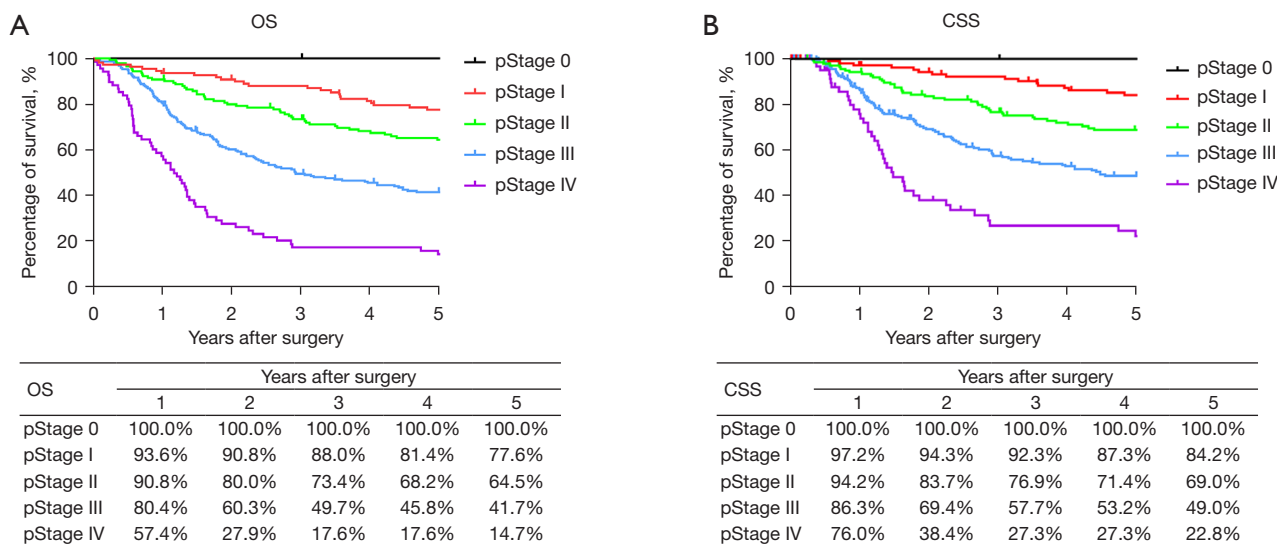 A
OS
Percentage of survival, %
100
80
60
40
20
0
0 1 2 3 4 5
Years after surgery
pStage 0
pStage I
pStage II
pStage III
pStage IV
OS
Years after surgery
1 2 3 4 5
pStage 0 100.0% 100.0% 100.0% 100.0% 100.0%
pStage I 93.6% 90.8% 88.0% 81.4% 77.6%
pStage II 90.8% 80.0% 73.4% 68.2% 64.5%
pStage III 80.4% 60.3% 49.7% 45.8% 41.7%
pStage IV 57.4% 27.9% 17.6% 17.6% 14.7%
B
CSS
Percentage of survival, %
100
80
60
40
20
0
0 1 2 3 4 5
Years after surgery
pStage 0
pStage I
pStage II
pStage III
pStage IV
CSS
Years after surgery
1 2 3 4 5
pStage 0 100.0% 100.0% 100.0% 100.0% 100.0%
pStage I 97.2% 94.3% 92.3% 87.3% 84.2%
pStage II 94.2% 83.7% 76.9% 71.4% 69.0%
pStage III 86.3% 69.4% 57.7% 53.2% 49.0%
pStage IV 76.0% 38.4% 27.3% 27.3% 22.8%